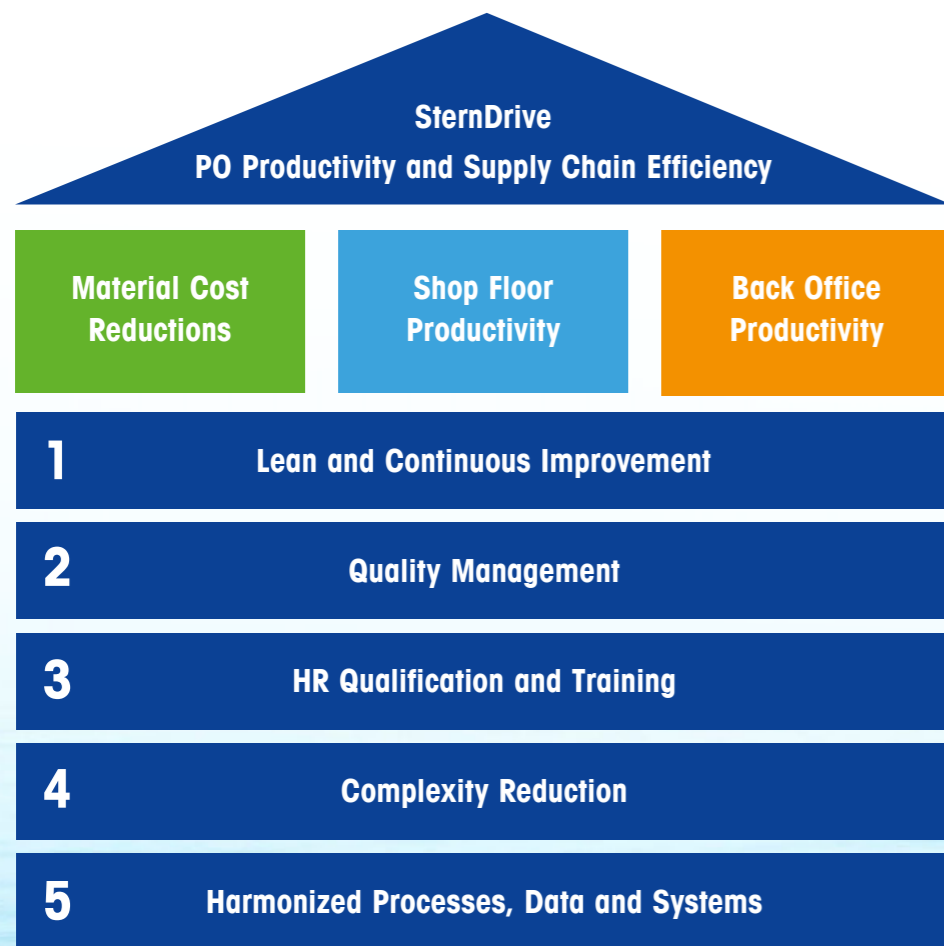 SternDrive
PO Productivity and Supply Chain Efficiency
Material Cost
Reductions
Shop Floor
Productivity
Back Office
Productivity
1 Lean and Continuous Improvement
2 Quality Management
3 HR Qualification and Training
4 Complexity Reduction
5 Harmonized Processes, Data and Systems